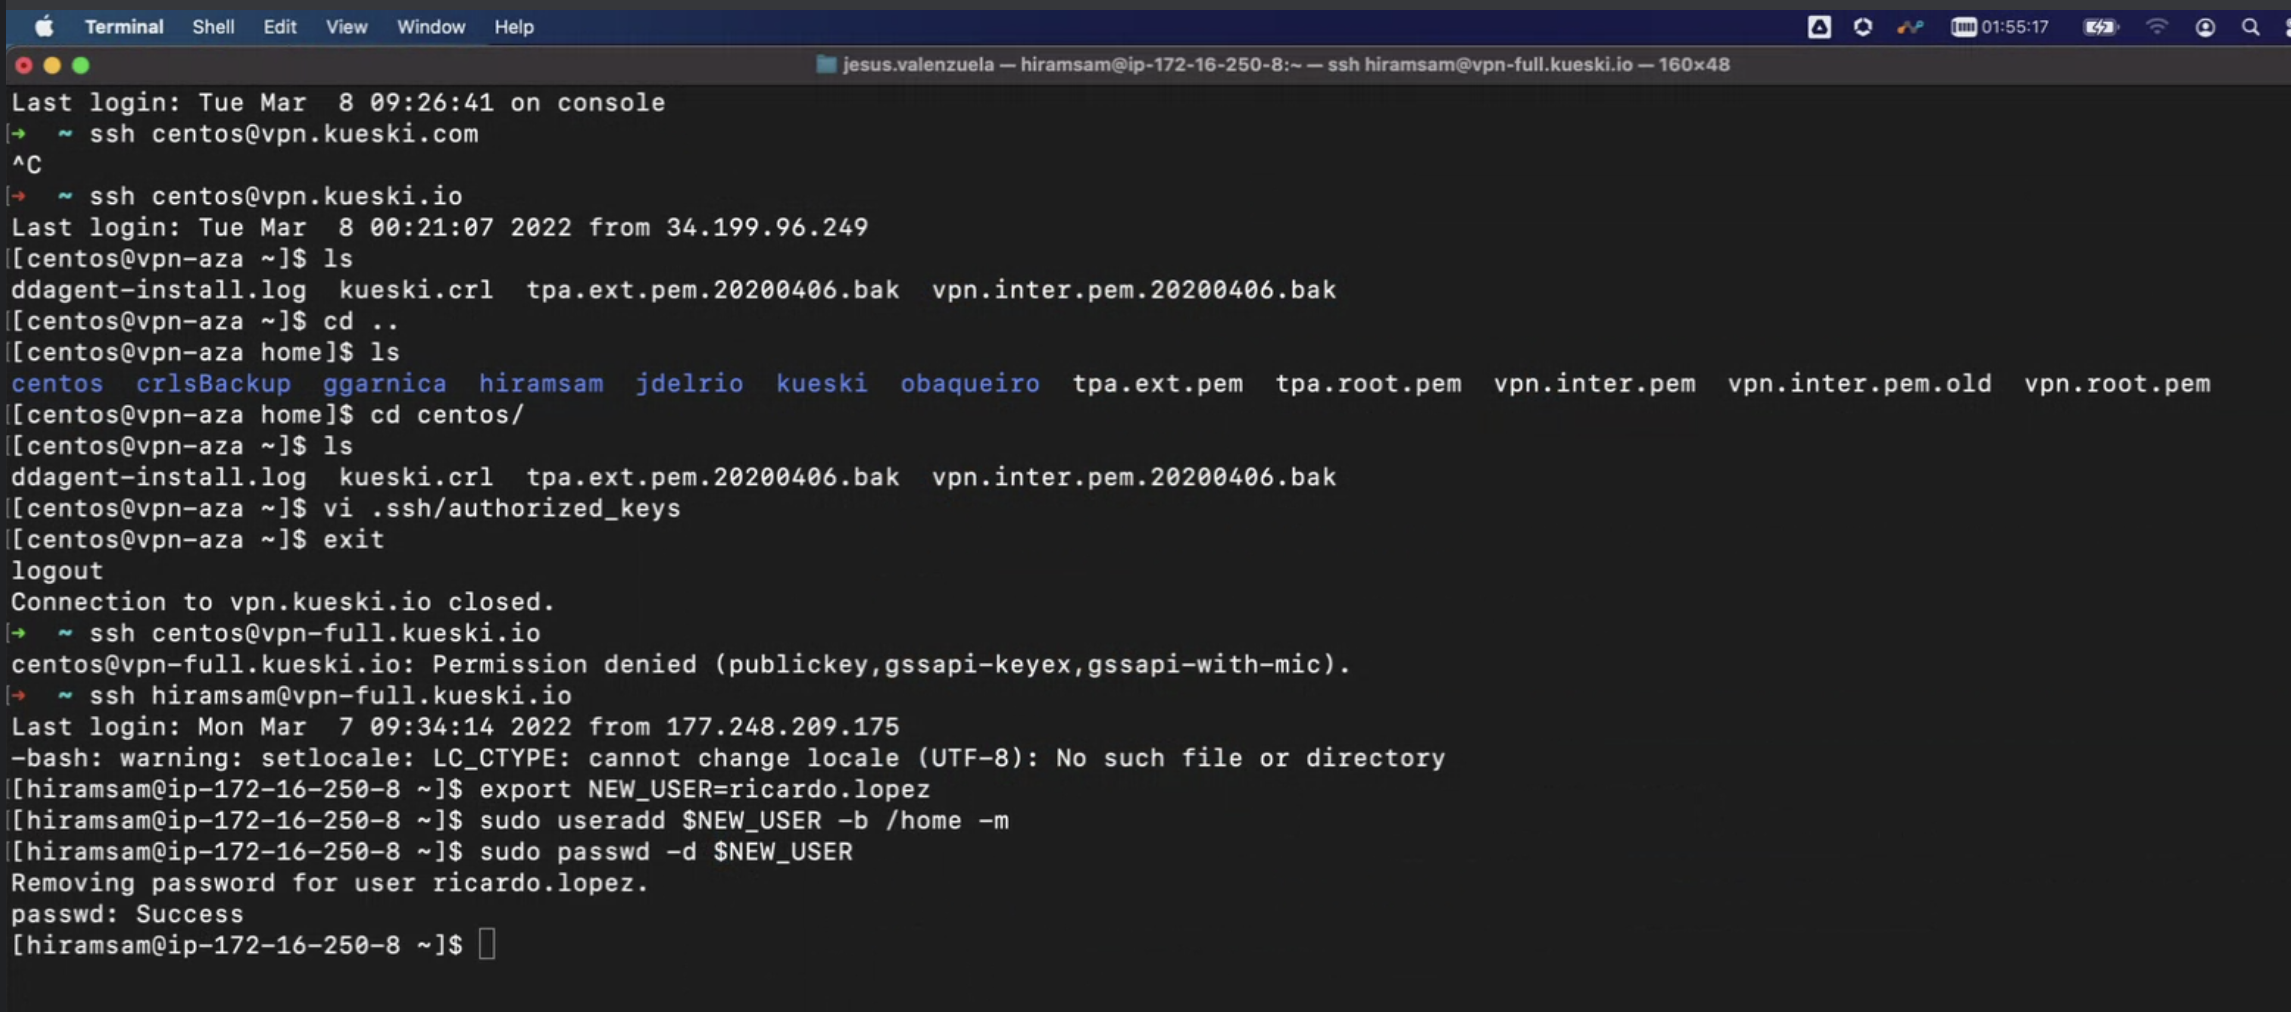 Terminal Shell Edit View Window Help 01:55:17
jesus.valenzuela — hiramsam@ip-172-16-250-8:~ — ssh hiramsam@vpn-full.kueski.io — 160×48
Last login: Tue Mar  8 09:26:41 on console
→  ~ ssh centos@vpn.kueski.com
^C
→  ~ ssh centos@vpn.kueski.io
Last login: Tue Mar  8 00:21:07 2022 from 34.199.96.249
[[centos@vpn-aza ~]$ ls
ddagent-install.log  kueski.crl  tpa.ext.pem.20200406.bak  vpn.inter.pem.20200406.bak
[[centos@vpn-aza ~]$ cd ..
[[centos@vpn-aza home]$ ls
centos  crlsBackup  ggarnica  hiramsam  jdelrio  kueski  obaqueiro  tpa.ext.pem  tpa.root.pem  vpn.inter.pem  vpn.inter.pem.old  vpn.root.pem
[[centos@vpn-aza home]$ cd centos/
[[centos@vpn-aza ~]$ ls
ddagent-install.log  kueski.crl  tpa.ext.pem.20200406.bak  vpn.inter.pem.20200406.bak
[[centos@vpn-aza ~]$ vi .ssh/authorized_keys
[[centos@vpn-aza ~]$ exit
logout
Connection to vpn.kueski.io closed.
[→  ~ ssh centos@vpn-full.kueski.io
centos@vpn-full.kueski.io: Permission denied (publickey,gssapi-keyex,gssapi-with-mic).
[→  ~ ssh hiramsam@vpn-full.kueski.io
Last login: Mon Mar  7 09:34:14 2022 from 177.248.209.175
-bash: warning: setlocale: LC_CTYPE: cannot change locale (UTF-8): No such file or directory
[[hiramsam@ip-172-16-250-8 ~]$ export NEW_USER=ricardo.lopez
[[hiramsam@ip-172-16-250-8 ~]$ sudo useradd $NEW_USER -b /home -m
[[hiramsam@ip-172-16-250-8 ~]$ sudo passwd -d $NEW_USER
Removing password for user ricardo.lopez.
passwd: Success
[hiramsam@ip-172-16-250-8 ~]$